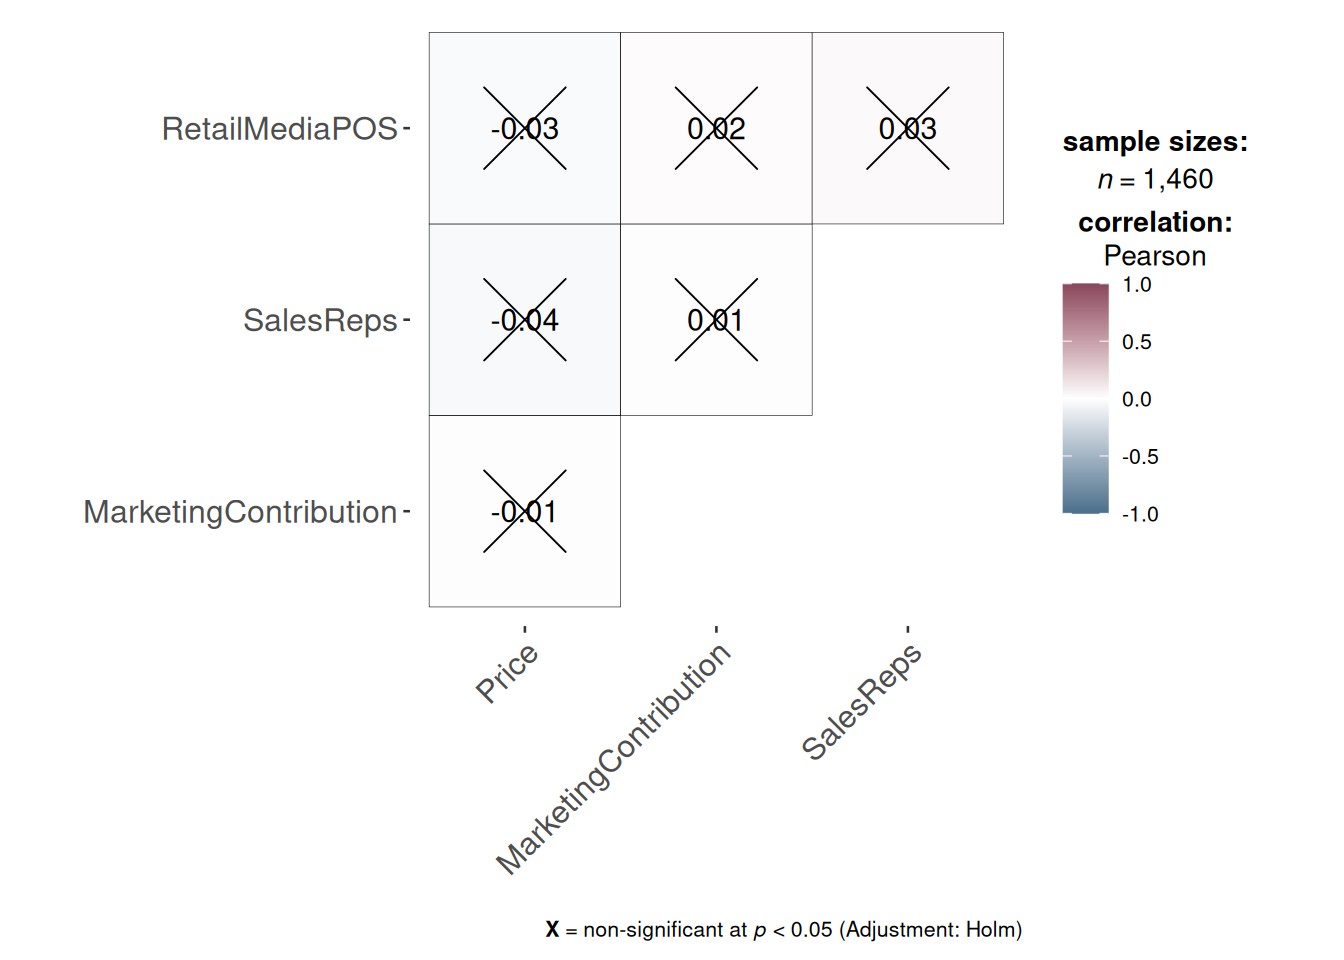 RetailMediaPOS
-0.03 0.02 0.03
SalesReps
-0.04 0.01
MarketingContribution
-0.01
Price
MarketingContribution
SalesReps
sample sizes:
n = 1,460
correlation:
Pearson
1.0
0.5
0.0
-0.5
-1.0
X = non-significant at p < 0.05 (Adjustment: Holm)